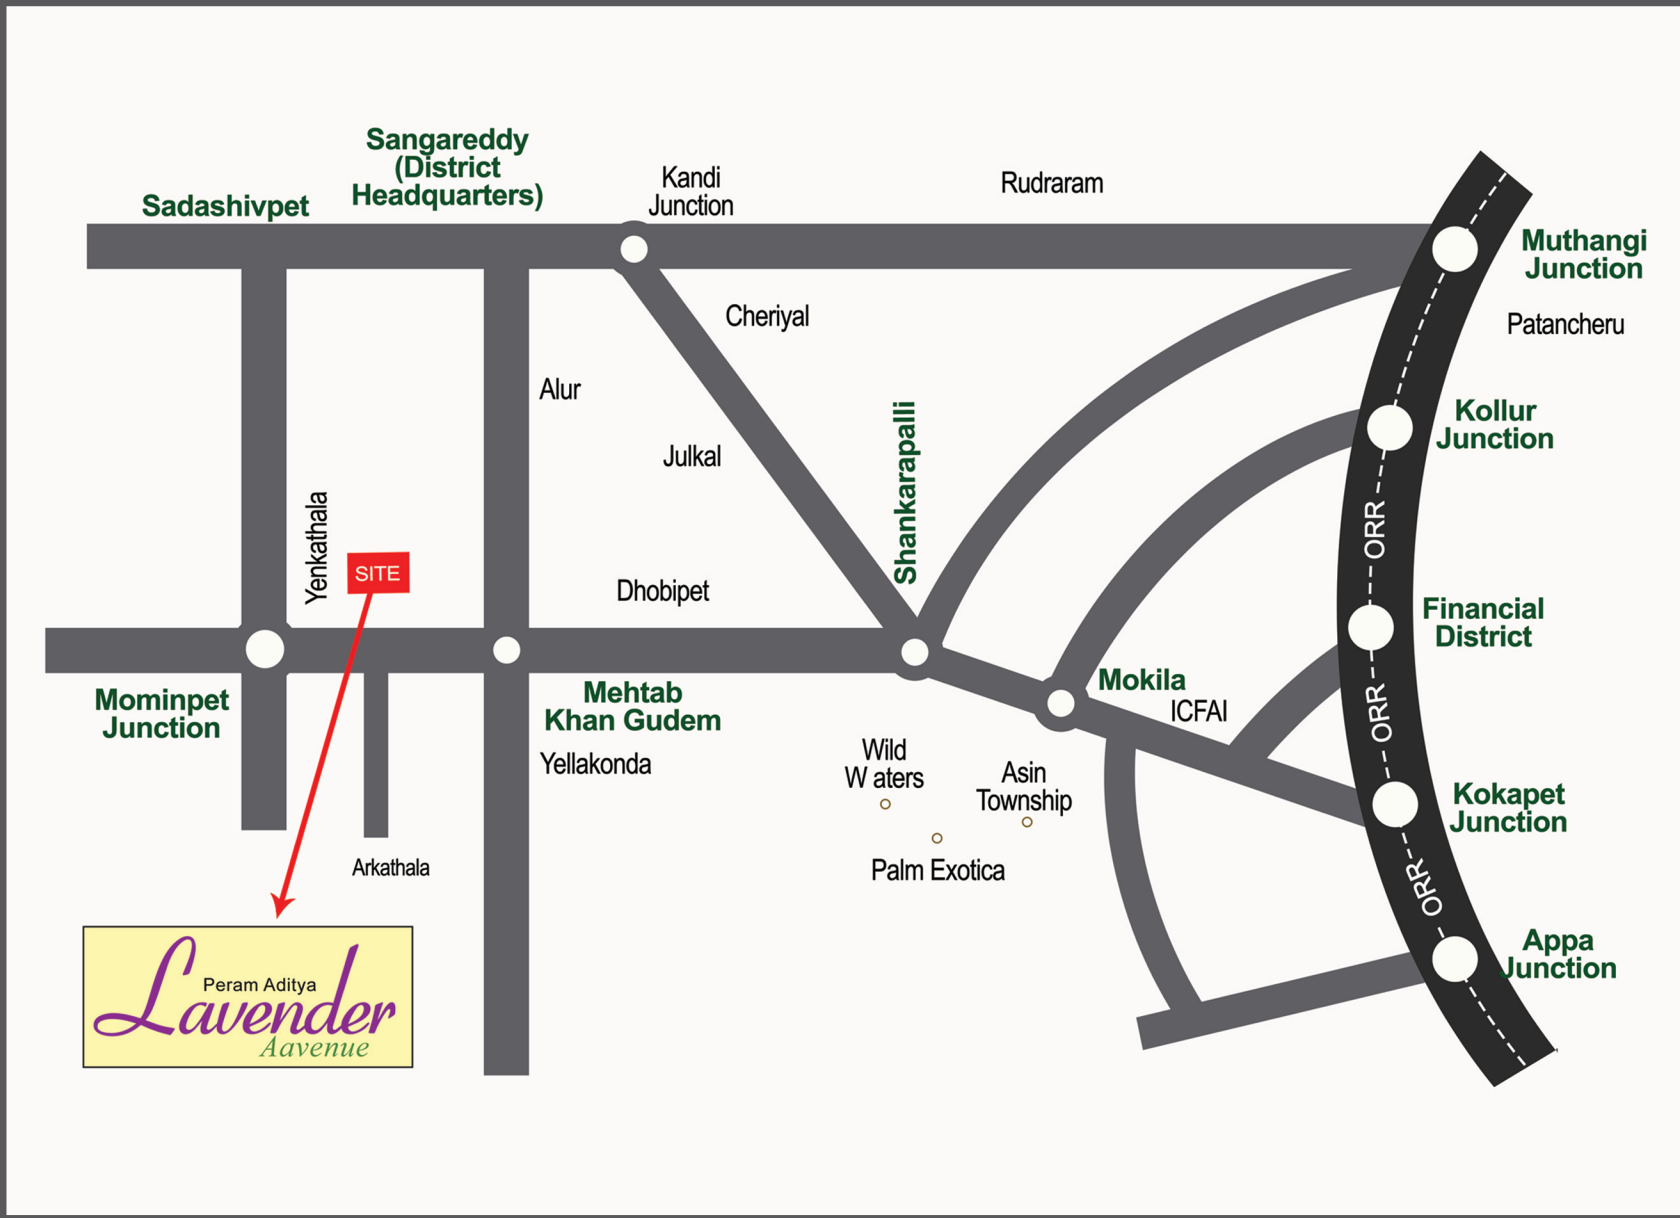 Sangareddy
(District
Headquarters)
Sadashivpet
Kandi
Junction
Rudraram
Muthangi
Junction
Patancheru
Cheriyal
Alur
Julkal
Shankarapalli
Kollur
Junction
ORR
Yenkathala
SITE
Dhobipet
Financial
District
Mominpet
Junction
Mehtab
Khan Gudem
Yellakonda
Mokila
ICFAI
ORR
Wild
W aters
Asin
Township
Palm Exotica
Kokapet
Junction
ORR
Arkathala
Appa
Junction
Peram Aditya
Lavender
Aavenue